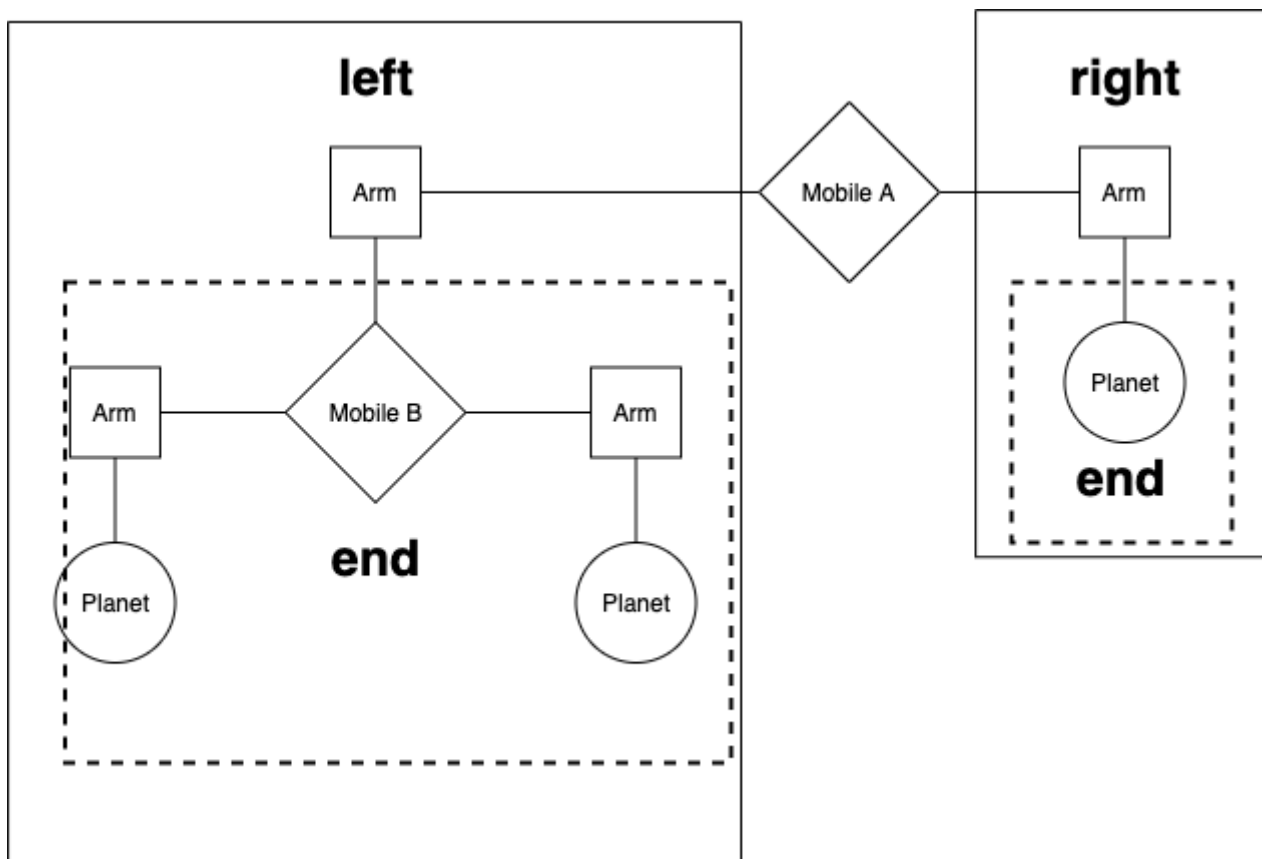 left
right
Arm
Mobile A
Arm
Arm
Mobile B
Arm
Planet
end
end
Planet
Planet